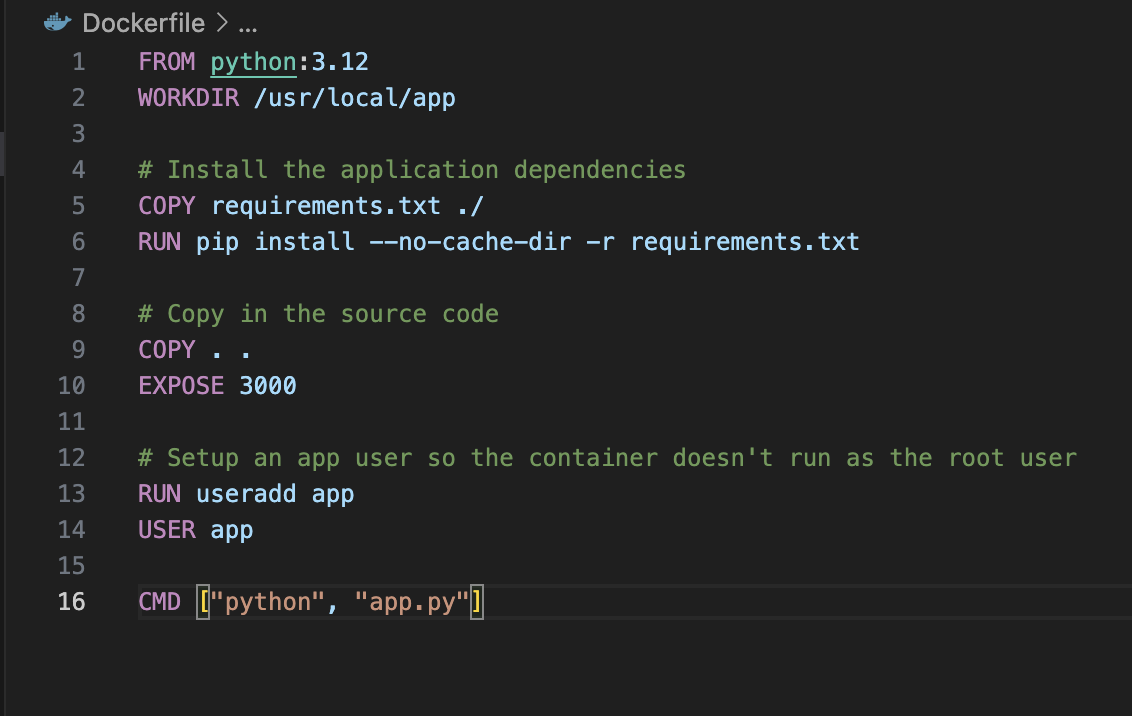 Dockerfile > ...
1 FROM python:3.12
2 WORKDIR /usr/local/app
3
4 # Install the application dependencies
5 COPY requirements.txt ./
6 RUN pip install --no-cache-dir -r requirements.txt
7
8 # Copy in the source code
9 COPY . .
10 EXPOSE 3000
11
12 # Setup an app user so the container doesn't run as the root user
13 RUN useradd app
14 USER app
15
16 CMD ["python", "app.py"]